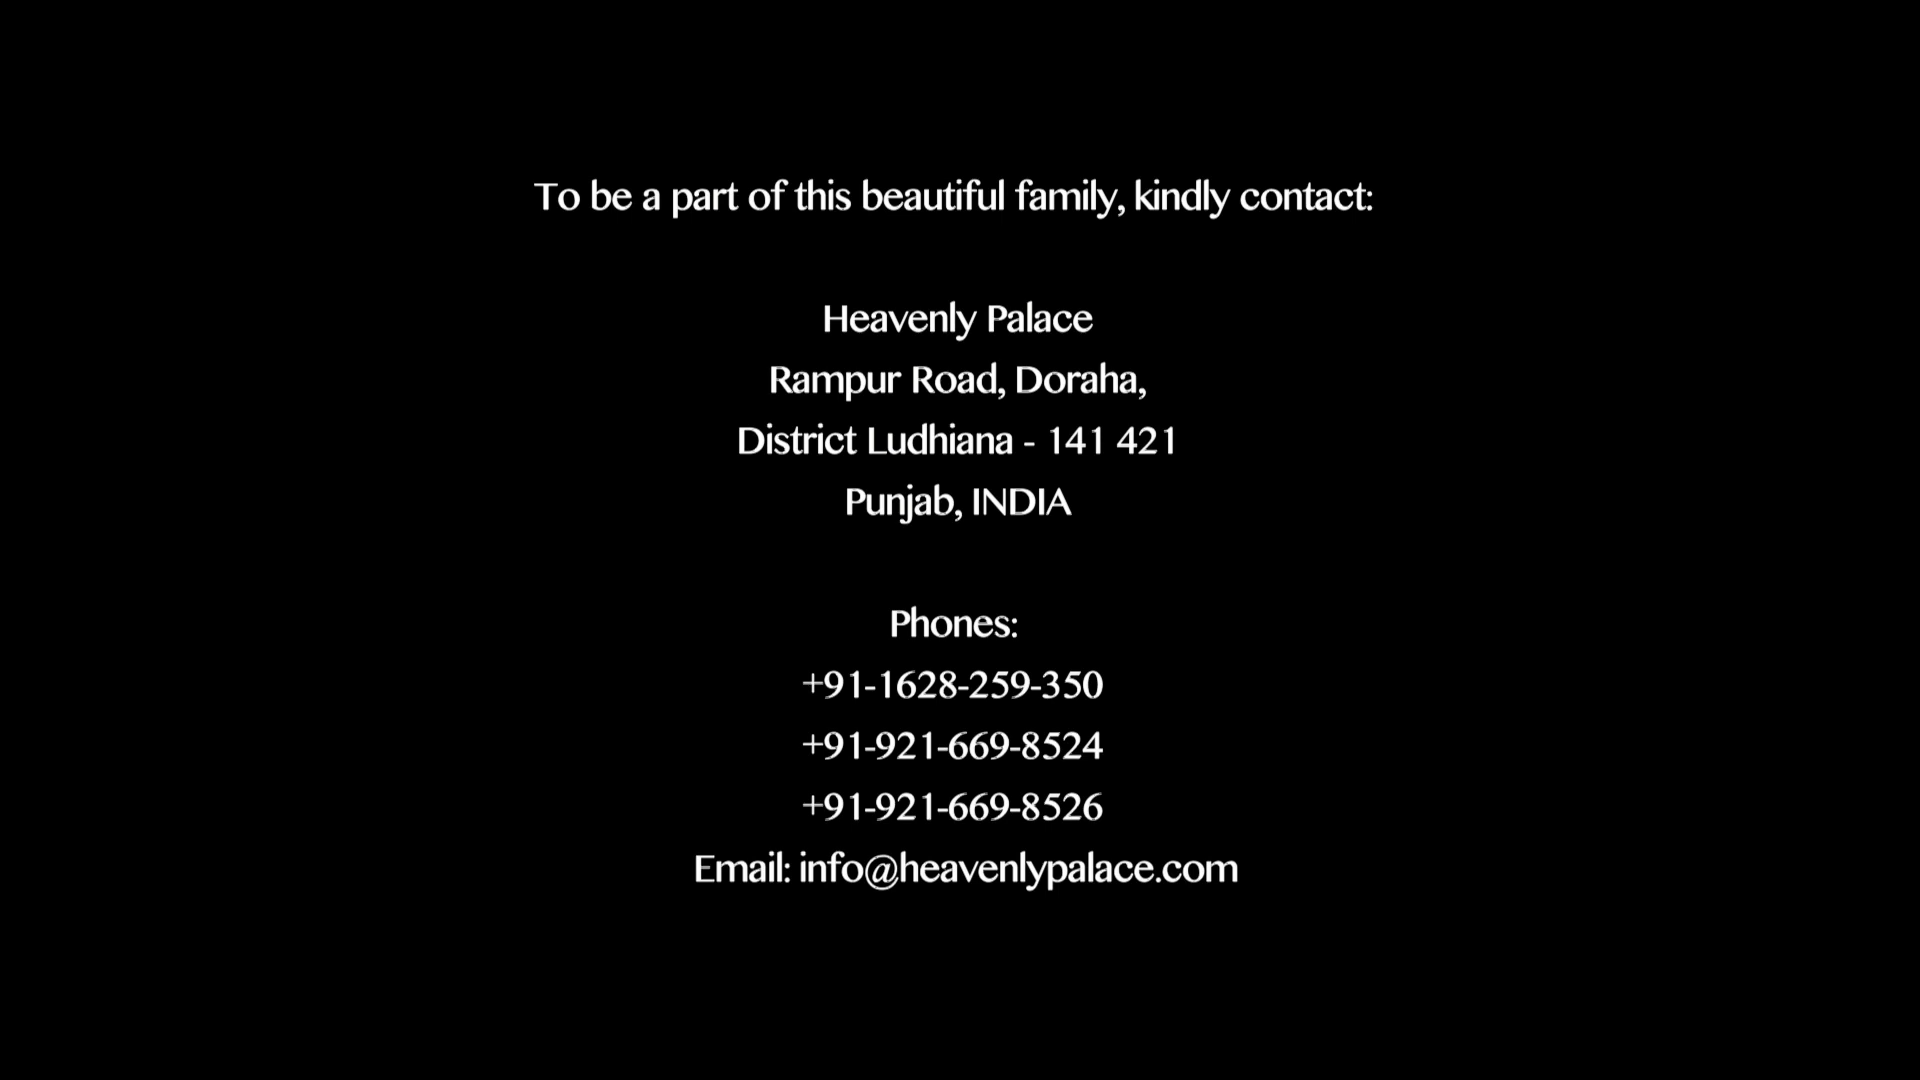 To be a part of this beautiful family, kindly contact:
Heavenly Palace
Rampur Road, Doraha,
District Ludhiana - 141 421
Punjab, INDIA
Phones:
+91-1628-259-350
+91-921-669-8524
+91-921-669-8526
Email: info@heavenlypalace.com